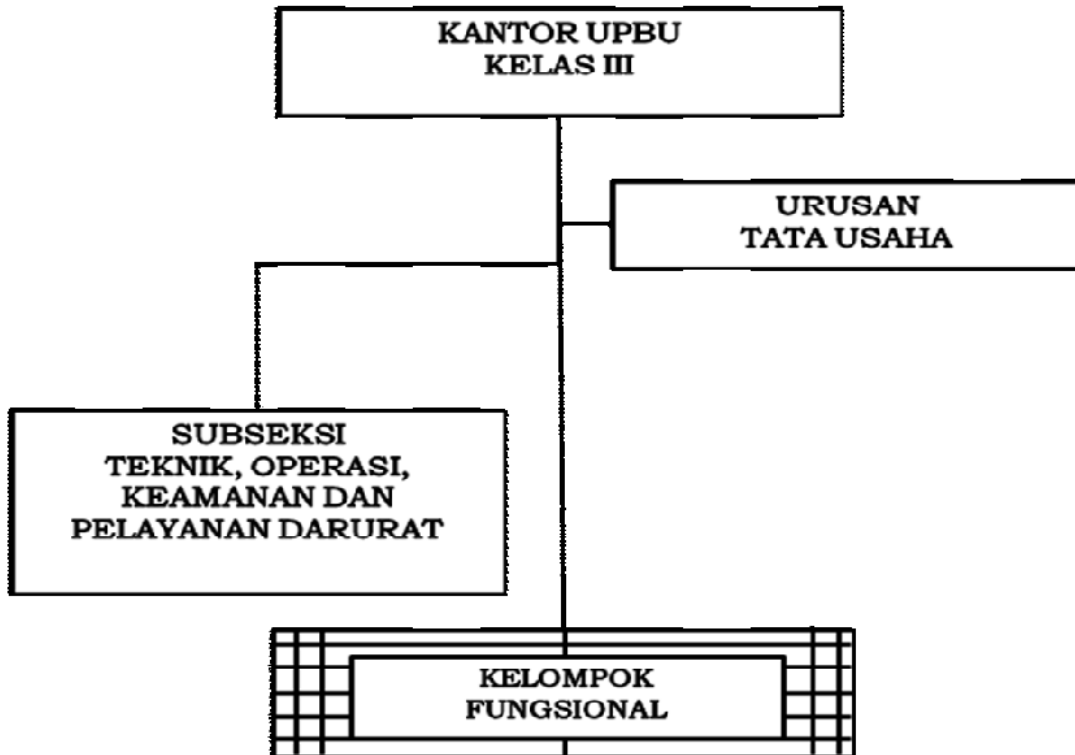 KANTOR UPBU
KELAS III
URUSAN
TATA USAHA
SUBSEKSI
TEKNIK, OPERASI,
KEAMANAN DAN
PELAYANAN DARURAT
KELOMPOK
FUNGSIONAL